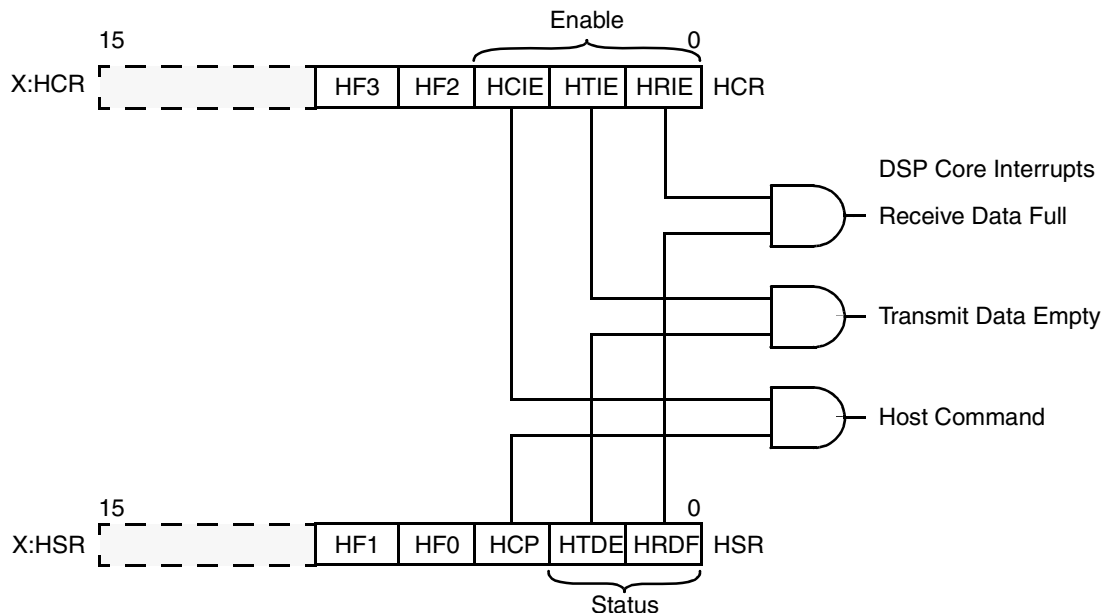 Enable
15 0
X:HCR HF3 HF2 HCIE HTIE HRIE HCR
DSP Core Interrupts
Receive Data Full
Transmit Data Empty
Host Command
15 0
X:HSR HF1 HF0 HCP HTDE HRDF HSR
Status